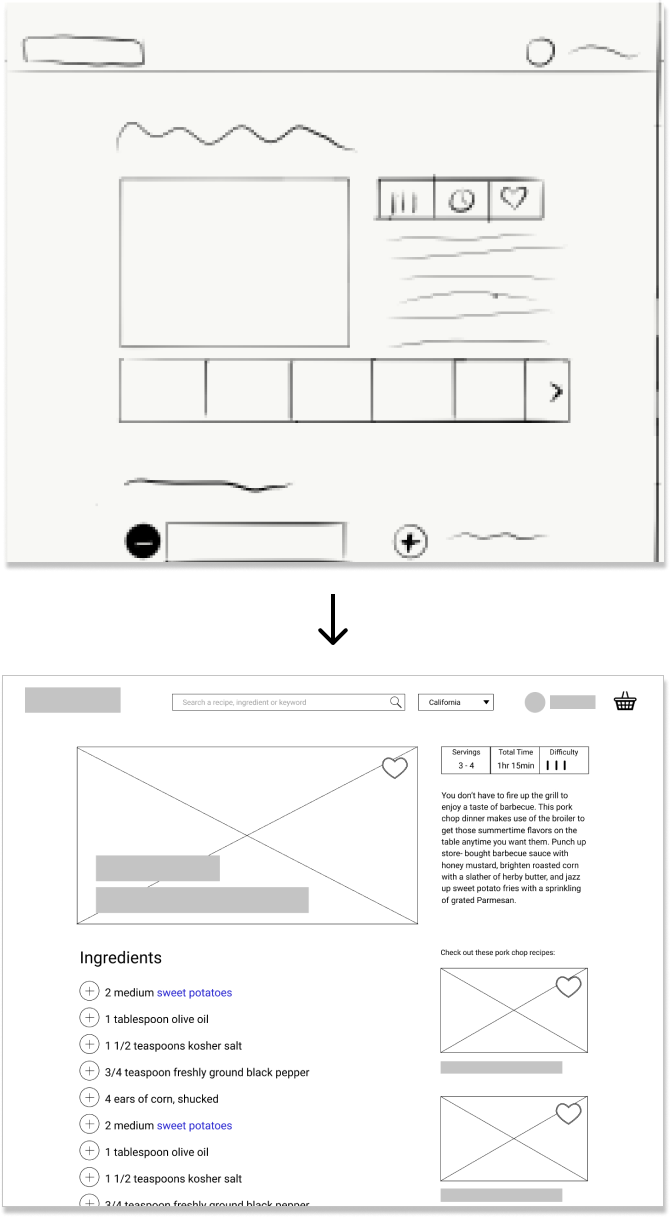 Search a recipe, ingredient or keyword
California
Servings
Total Time
Difficulty
3 - 4
1hr 15min
You don't have to fire up the grill to
enjoy a taste of barbecue. This pork
chop dinner makes use of the broiler to
get those summertime flavors on the
table anytime you want them. Punch up
store- bought barbecue sauce with
honey mustard, brighten roasted corn
with a slather of herby butter, and jazz
up sweet potato fries with a sprinkling
of grated Parmesan.
Ingredients
2 medium sweet potatoes
1 tablespoon olive oil
1 1/2 teaspoons kosher salt
3/4 teaspoon freshly ground black pepper
4 ears of corn, shucked
2 medium sweet potatoes
1 tablespoon olive oil
1 1/2 teaspoons kosher salt
3/4 teaspoon freshly ground black pepper
Check out these pork chop recipes: